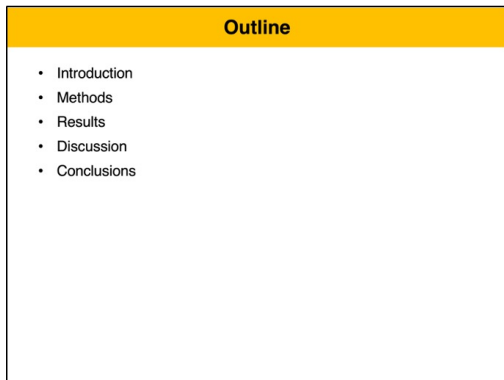 Outline
• Introduction
• Methods
• Results
• Discussion
• Conclusions